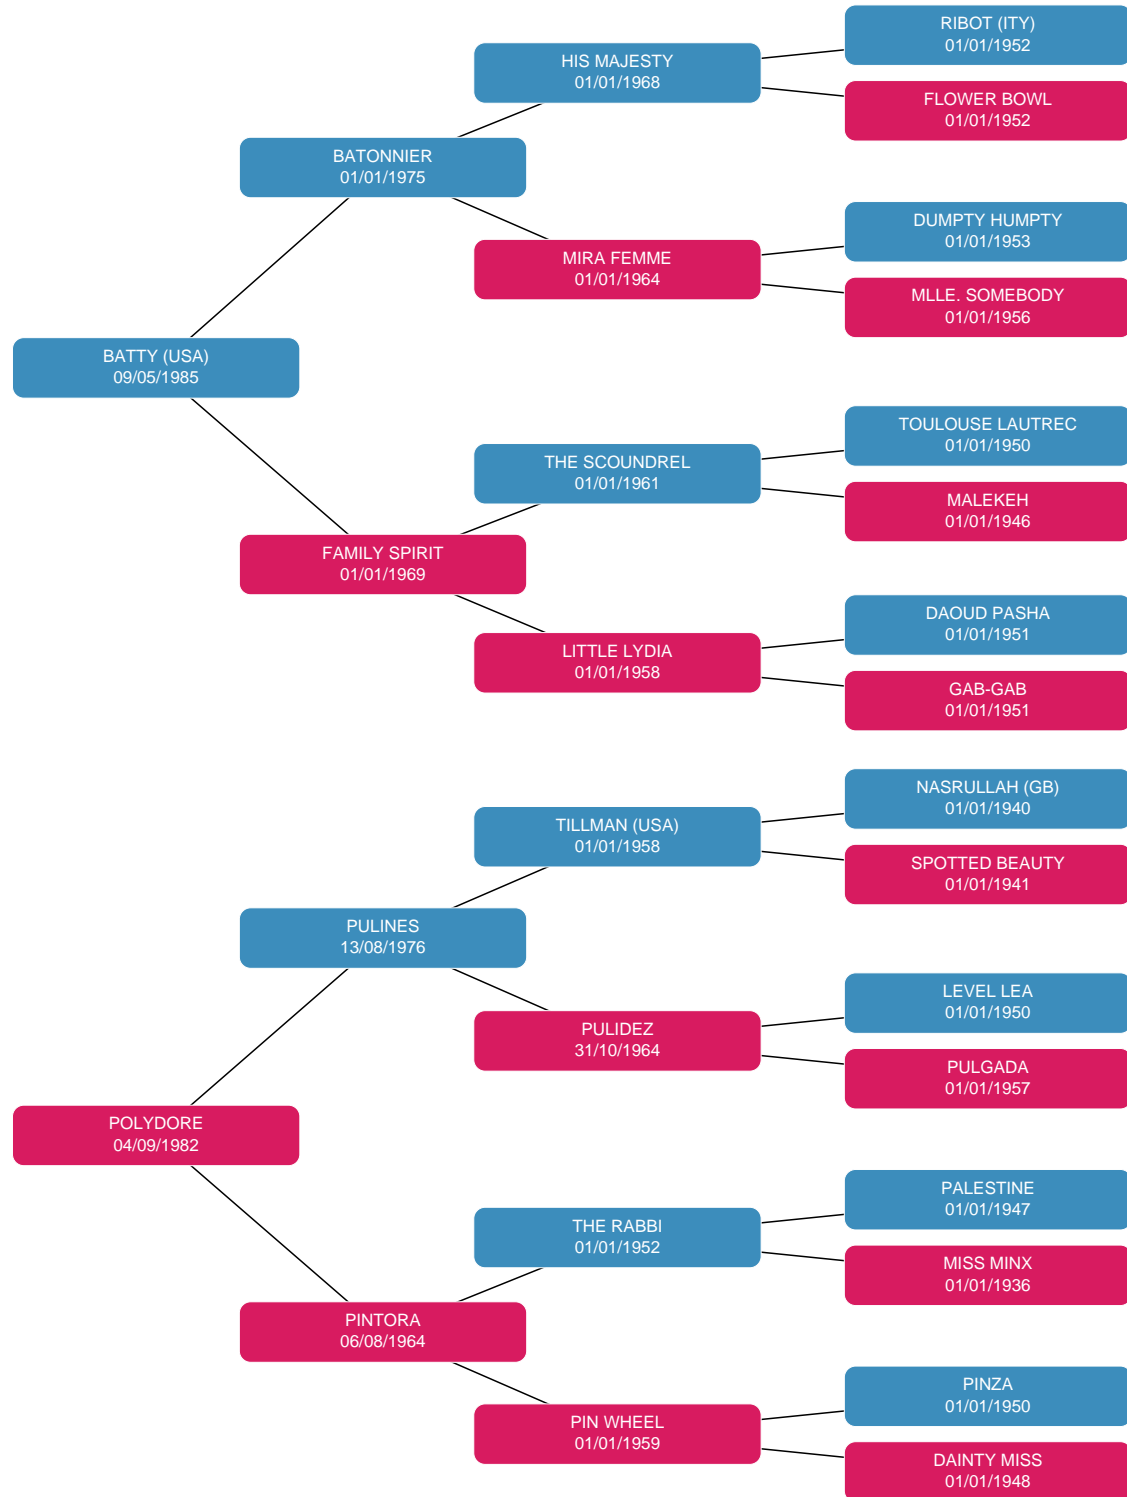 RIBOT (ITY)
01/01/1952
HIS MAJESTY
01/01/1968
FLOWER BOWL
01/01/1952
BATONNIER
01/01/1975
DUMPTY HUMPTY
01/01/1953
MIRA FEMME
01/01/1964
MLLE. SOMEBODY
01/01/1956
BATTY (USA)
09/05/1985
TOULOUSE LAUTREC
01/01/1950
THE SCOUNDREL
01/01/1961
MALEKEH
01/01/1946
FAMILY SPIRIT
01/01/1969
DAOUD PASHA
01/01/1951
LITTLE LYDIA
01/01/1958
GAB-GAB
01/01/1951
NASRULLAH (GB)
01/01/1940
TILLMAN (USA)
01/01/1958
SPOTTED BEAUTY
01/01/1941
PULINES
13/08/1976
LEVEL LEA
01/01/1950
PULIDEZ
31/10/1964
PULGADA
01/01/1957
POLYDORE
04/09/1982
PALESTINE
01/01/1947
THE RABBI
01/01/1952
MISS MINX
01/01/1936
PINTORA
06/08/1964
PINZA
01/01/1950
PIN WHEEL
01/01/1959
DAINTY MISS
01/01/1948